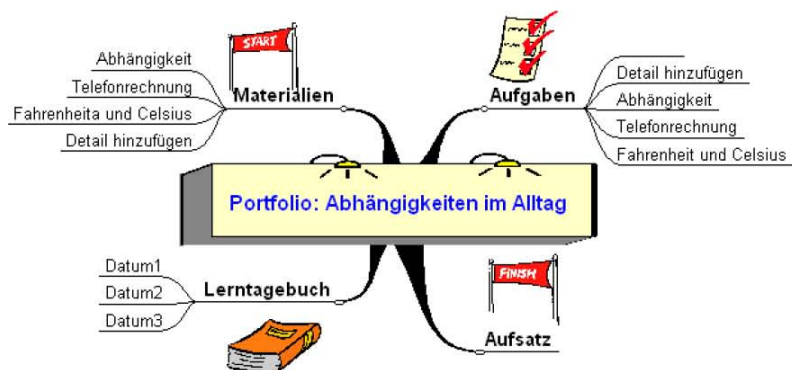 START
Abhängigkeit
Telefonrechnung
Fahrenheita und Celsius
Detail hinzufügen
Materialien
Aufgaben
Detail hinzufügen
Abhängigkeit
Telefonrechnung
Fahrenheit und Celsius
Portfolio: Abhängigkeiten im Alltag
Datum1
Datum2
Datum3
Lerntagebuch
FINISH
Aufsatz